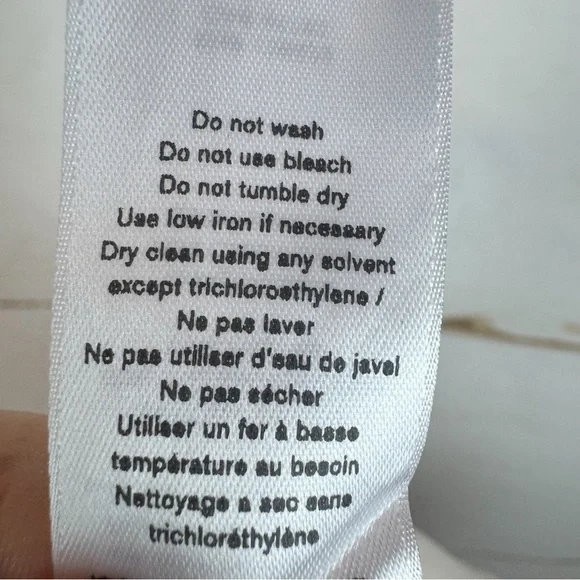 Do not wash
Do not use bleach
Do not tumble dry
Use low iron if necessary
Dry clean using any solvent
except trichloroethylene /
Ne pas laver
Ne pas utiliser d'eau de javel
Ne pas sécher
Utiliser un fer à basse
température au besoin
Nettoyage a sec sans
trichloréthylène